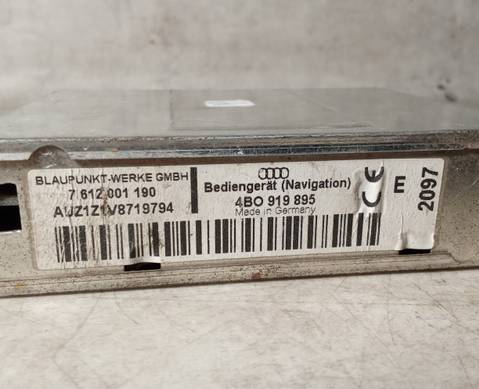 BLAUPUNKT-WERKE GMBH
7 612 001 190
AUZ1Z1V8719794
Bediengerät (Navigation)
4B0 919 895
Made in Germany
CE
E
2097